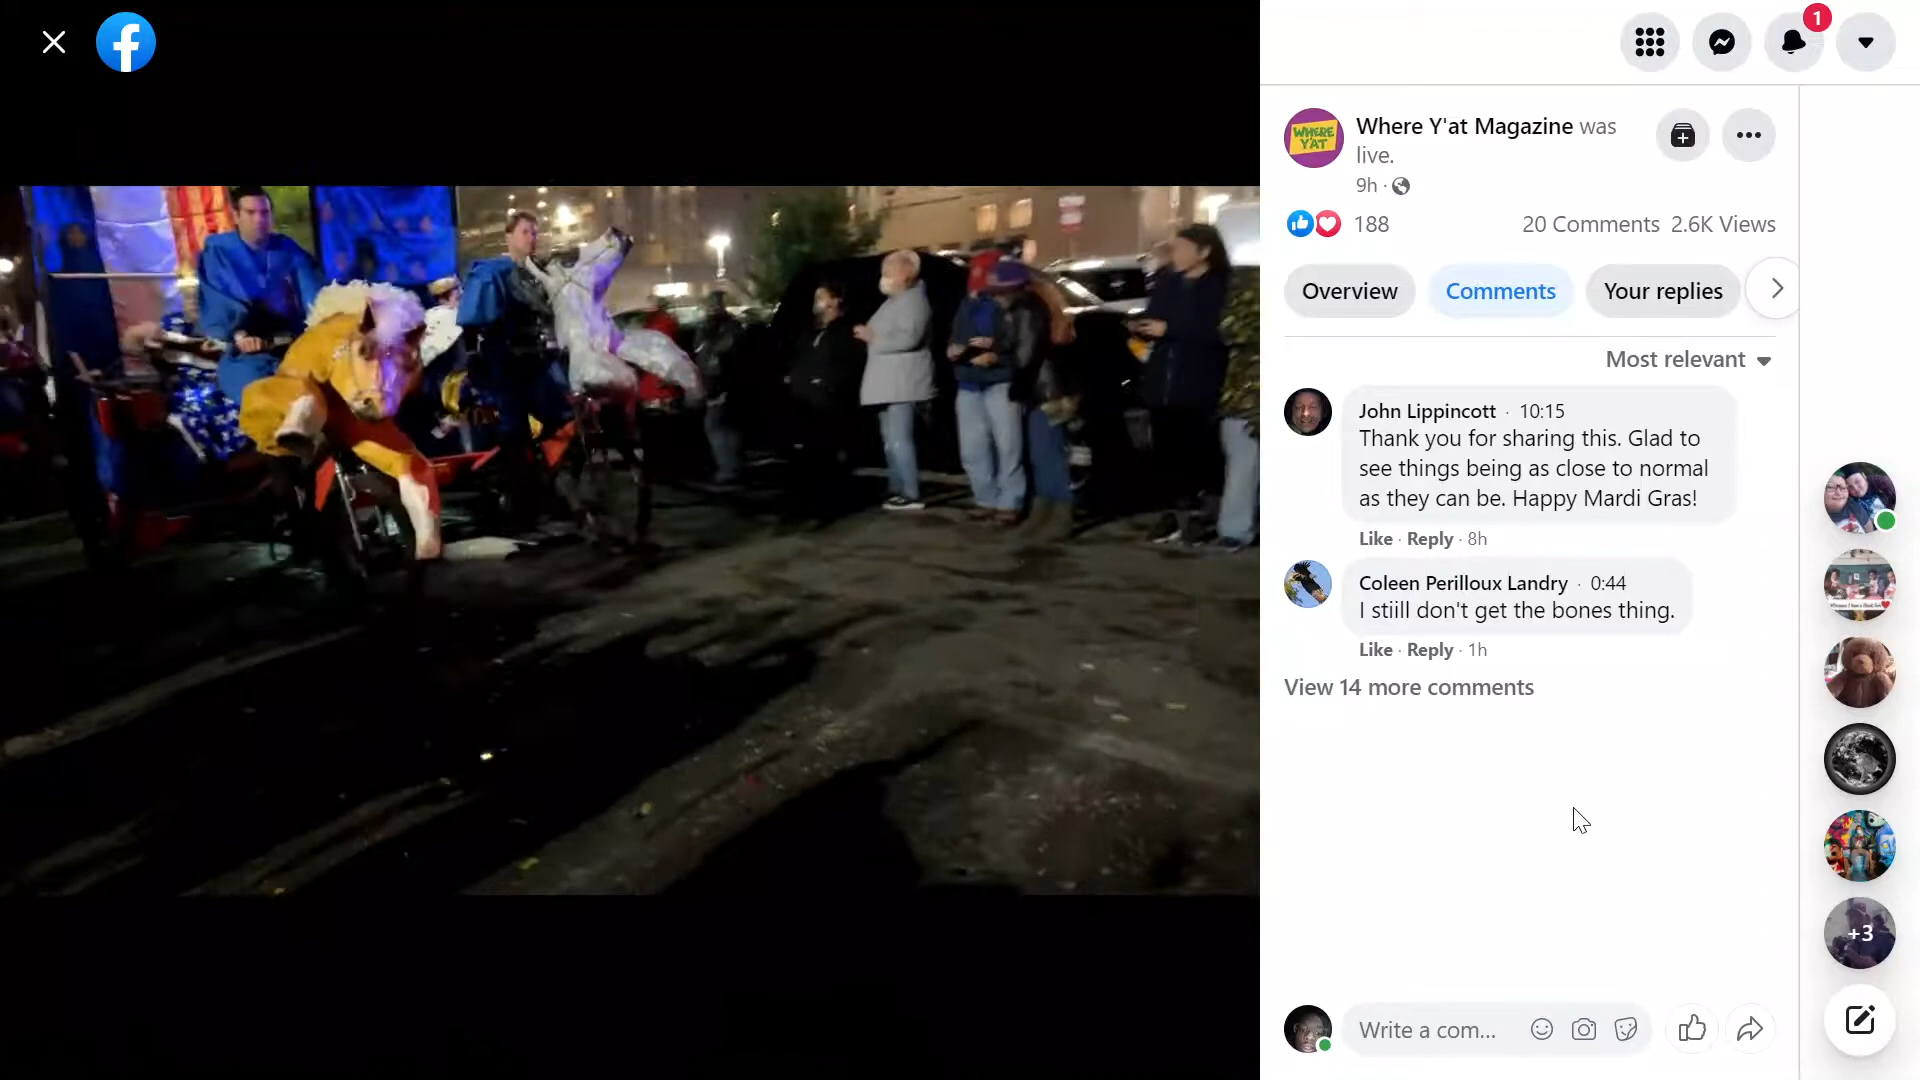 1
WHERE
Y'AT
Where Y'at Magazine was
live.
9h ·
188
20 Comments 2.6K Views
Overview
Comments
Your replies
Most relevant
John Lippincott · 10:15
Thank you for sharing this. Glad to
see things being as close to normal
as they can be. Happy Mardi Gras!
Like · Reply · 8h
Coleen Perilloux Landry · 0:44
I stiill don't get the bones thing.
Like · Reply · 1h
View 14 more comments
+3
Write a com...